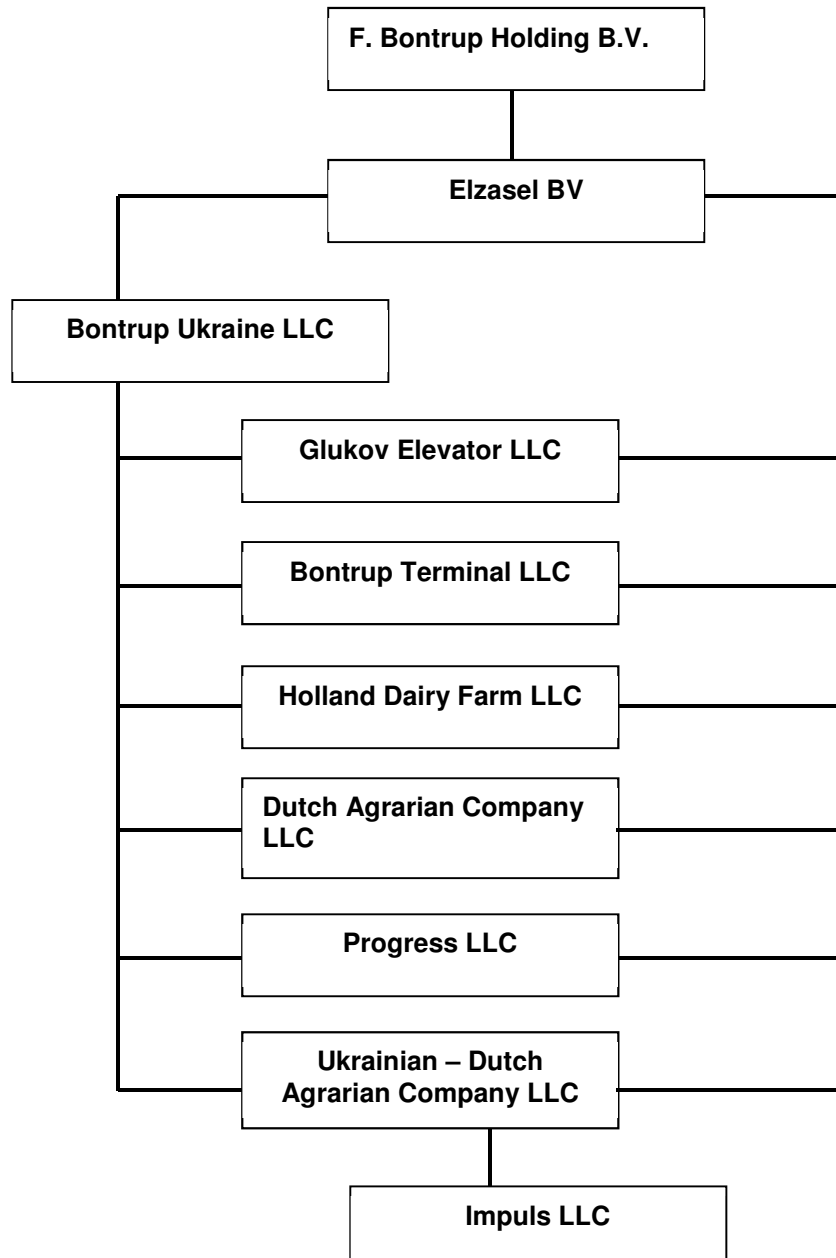 F. Bontrup Holding B.V.
Elzasel BV
Bontrup Ukraine LLC
Glukov Elevator LLC
Bontrup Terminal LLC
Holland Dairy Farm LLC
Dutch Agrarian Company
LLC
Progress LLC
Ukrainian – Dutch
Agrarian Company LLC
Impuls LLC